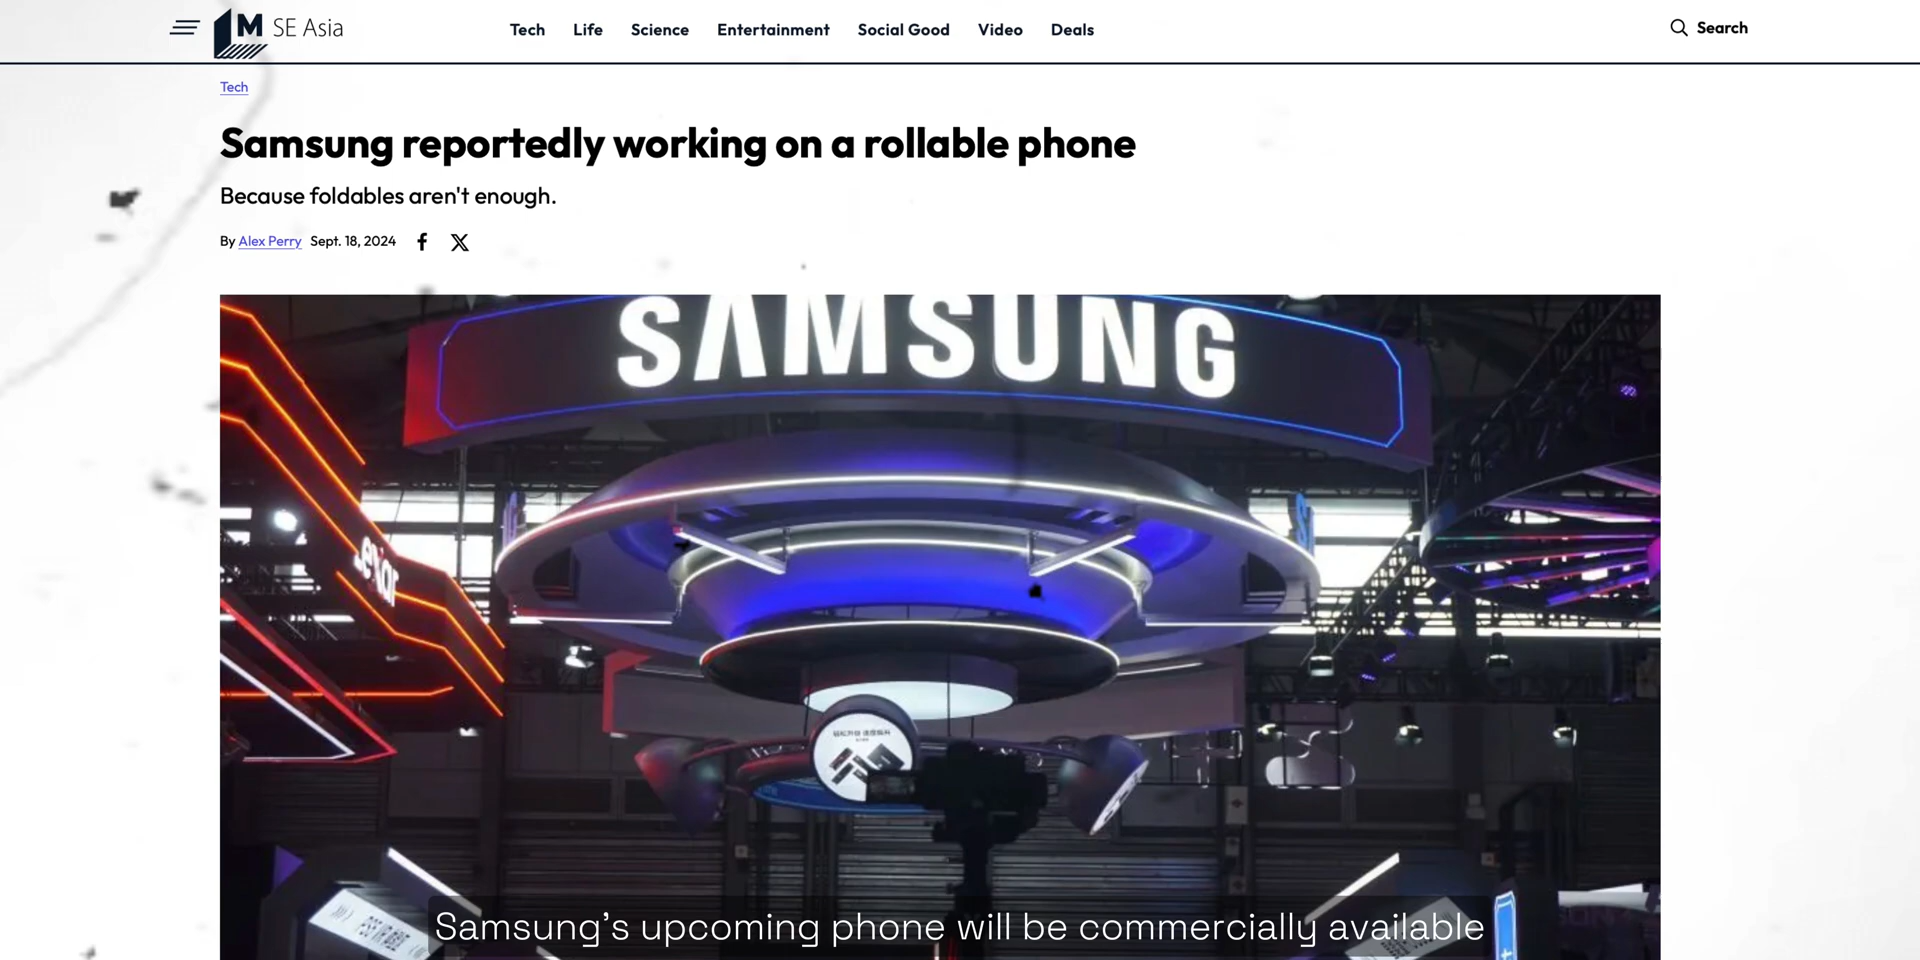 M SE Asia
Tech Life Science Entertainment Social Good Video Deals
Search
Tech
Samsung reportedly working on a rollable phone
Because foldables aren't enough.
By Alex Perry Sept. 18, 2024
SAMSUNG
Lexar
Samsung's upcoming phone will be commercially available